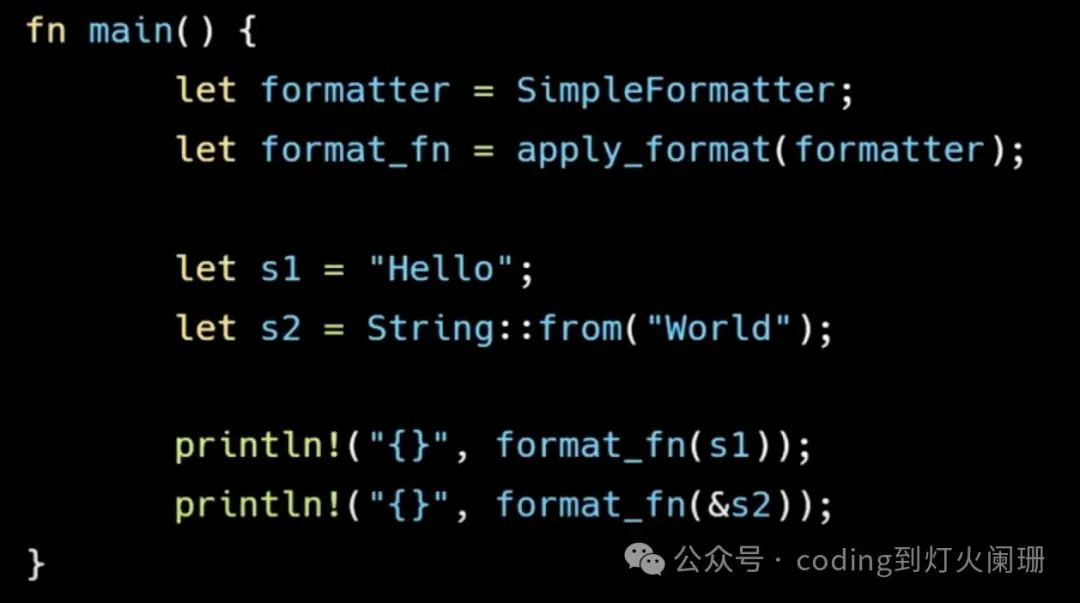 fn main() {
        let formatter = SimpleFormatter;
        let format_fn = apply_format(formatter);

        let s1 = "Hello";
        let s2 = String::from("World");

        println!("{}", format_fn(s1));
        println!("{}", format_fn(&s2));
}
公众号 · coding到灯火阑珊